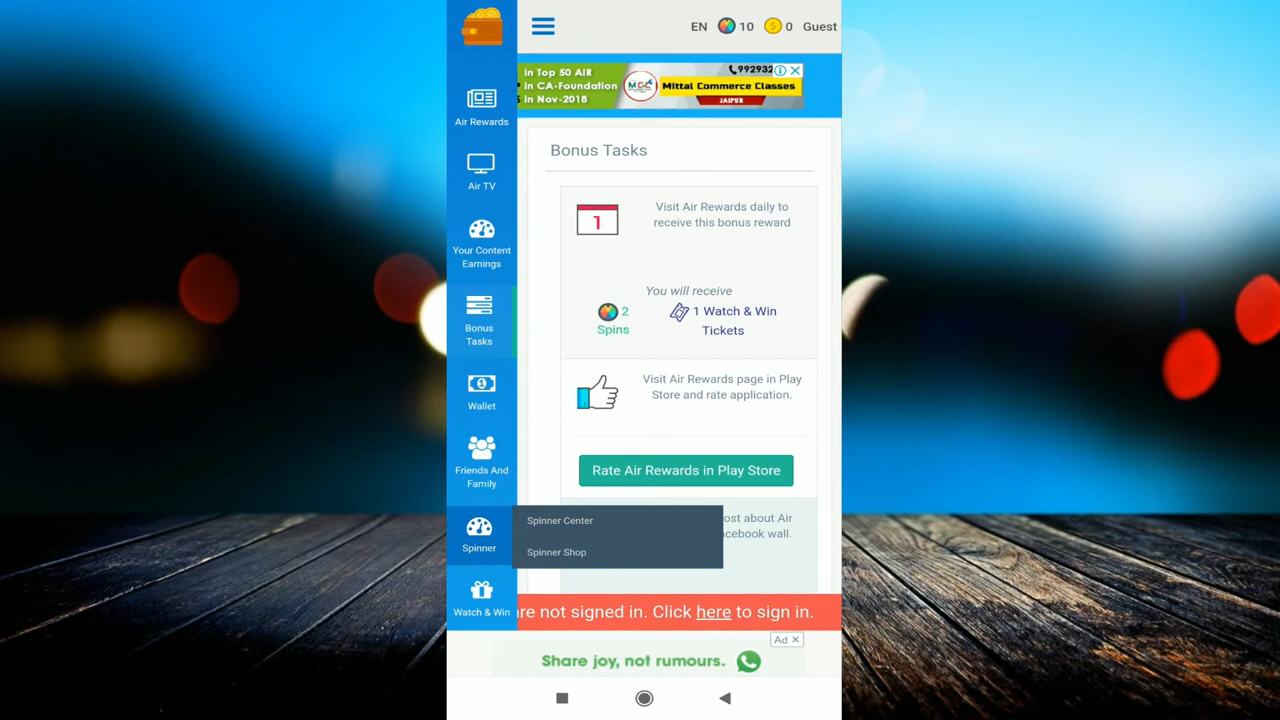 EN 10 $ 0 Guest
in Top 50 AIR
in CA-Foundation
in Nov-2018
MCC
992932
Mittal Commerce Classes
JAIPUR
Air Rewards
Air TV
Your Content
Earnings
Bonus
Tasks
Wallet
Friends And
Family
Spinner
Watch & Win
Bonus Tasks
1
Visit Air Rewards daily to
receive this bonus reward
You will receive
2
Spins
1 Watch & Win
Tickets
Visit Air Rewards page in Play
Store and rate application.
Rate Air Rewards in Play Store
Spinner Center
Spinner Shop
about Air
wall.
are not signed in. Click here to sign in.
Ad
Share joy, not rumours.